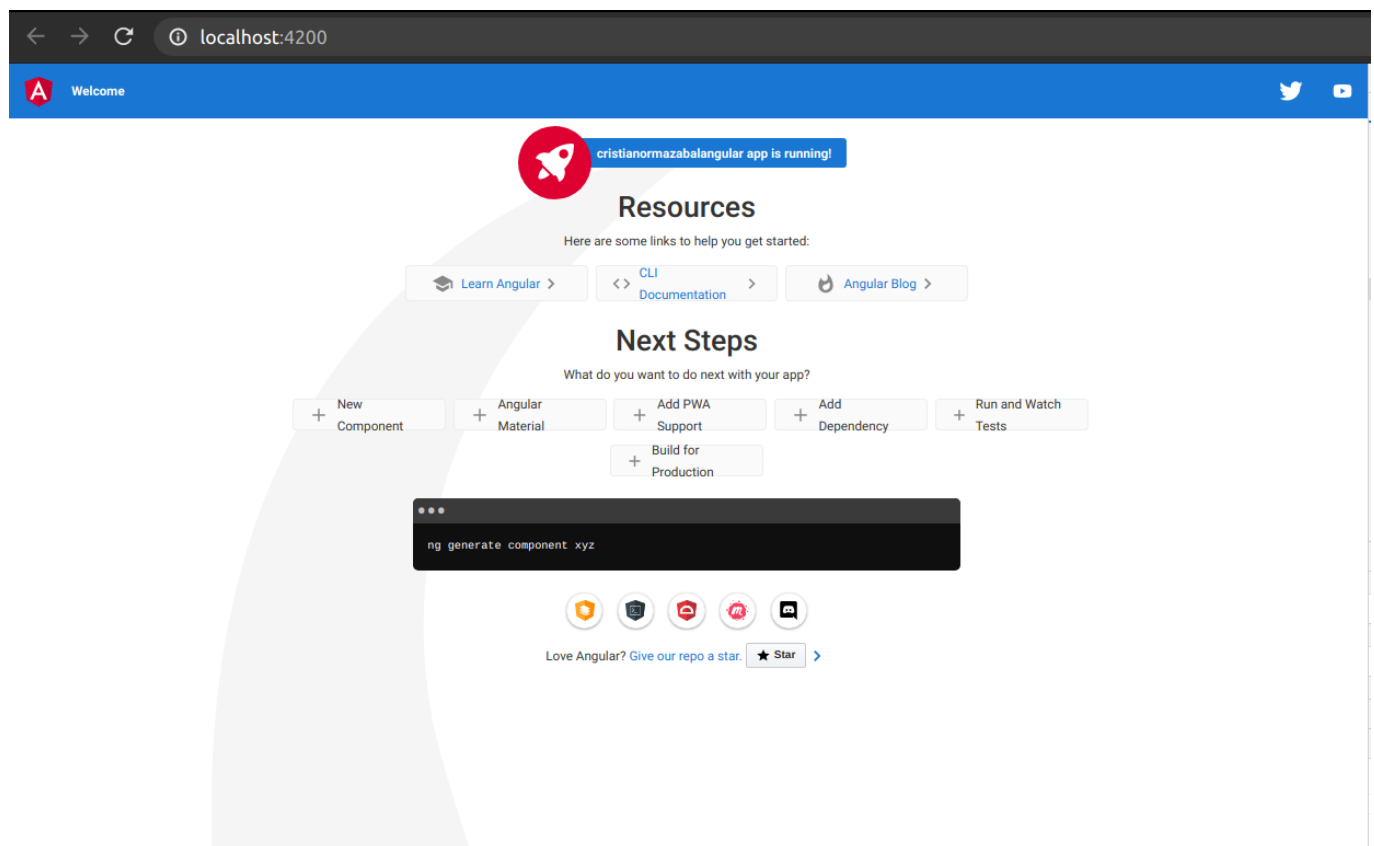 localhost:4200
Welcome
cristianormazabalangular app is running!
Resources
Here are some links to help you get started:
Learn Angular
CLI
Documentation
Angular Blog
Next Steps
What do you want to do next with your app?
New
Component
Angular
Material
Add PWA
Support
Add
Dependency
Run and Watch
Tests
Build for
Production
ng generate component xyz
Love Angular? Give our repo a star. Star